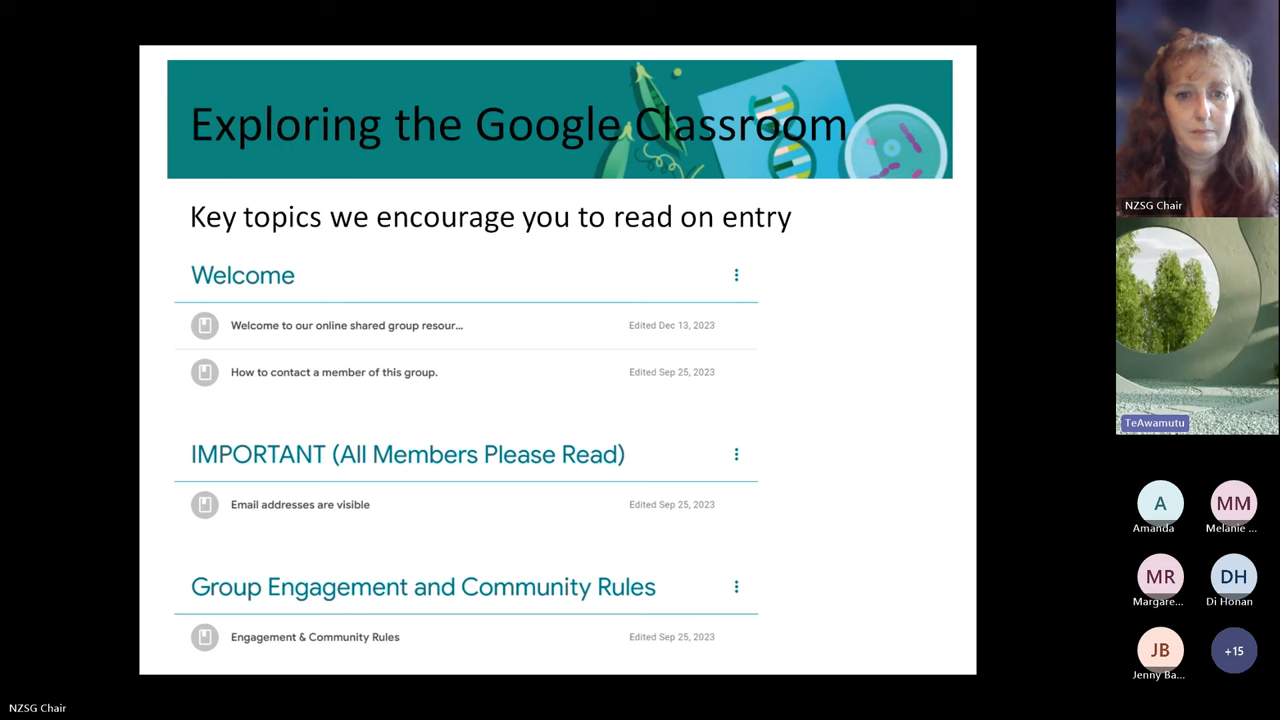 Exploring the Google Classroom
Key topics we encourage you to read on entry
Welcome
Welcome to our online shared group resour... Edited Dec 13, 2023
How to contact a member of this group. Edited Sep 25, 2023
IMPORTANT (All Members Please Read)
Email addresses are visible Edited Sep 25, 2023
Group Engagement and Community Rules
Engagement & Community Rules Edited Sep 25, 2023
NZSG Chair
TeAwamutu
A MM
Amanda Melanie ...
MR DH
Margare... Di Honan
JB +15
Jenny Ba...
NZSG Chair